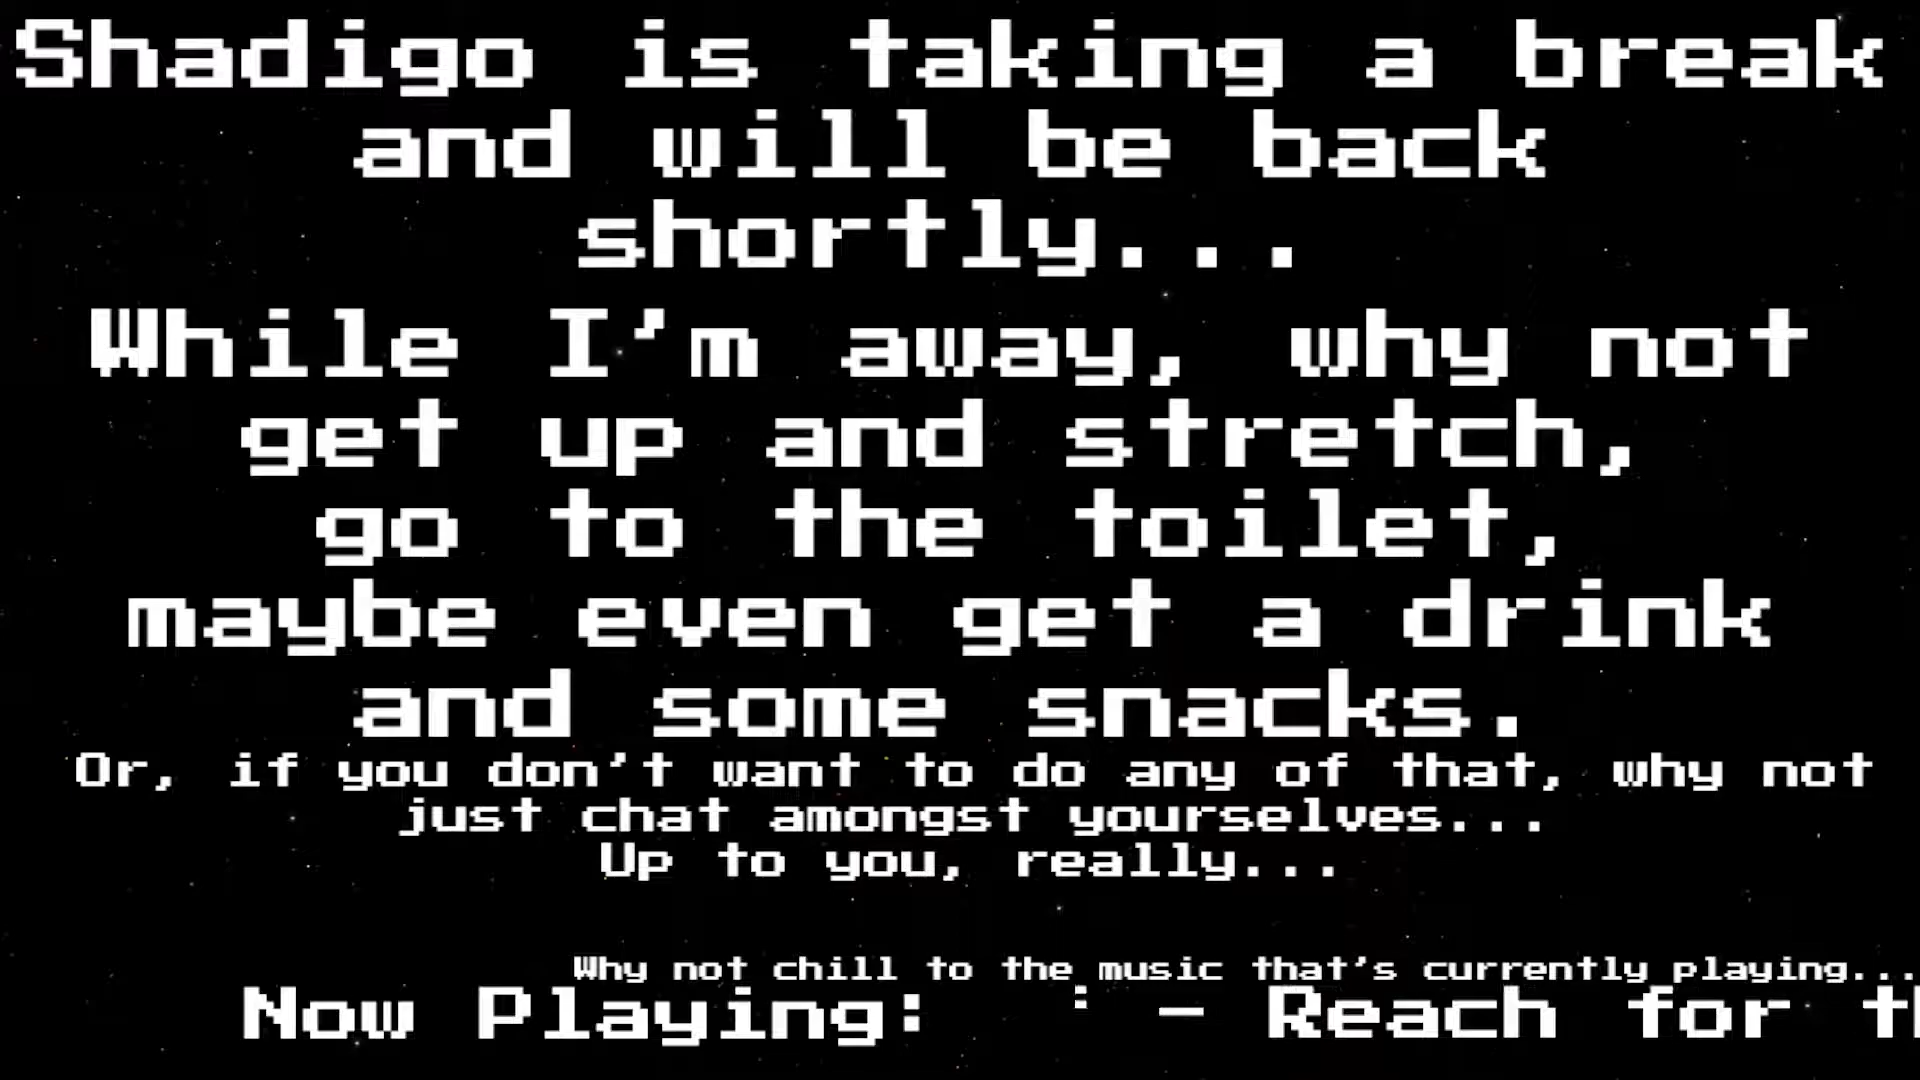 Shadigo is taking a break
and will be back
shortly...
While I'm away, why not
get up and stretch,
go to the toilet,
maybe even get a drink
and some snacks.
Or, if you don't want to do any of that, why not
just chat amongst yourselves...
Up to you, really...
Why not chill to the music that's currently playing...
Now Playing: : - Reach for